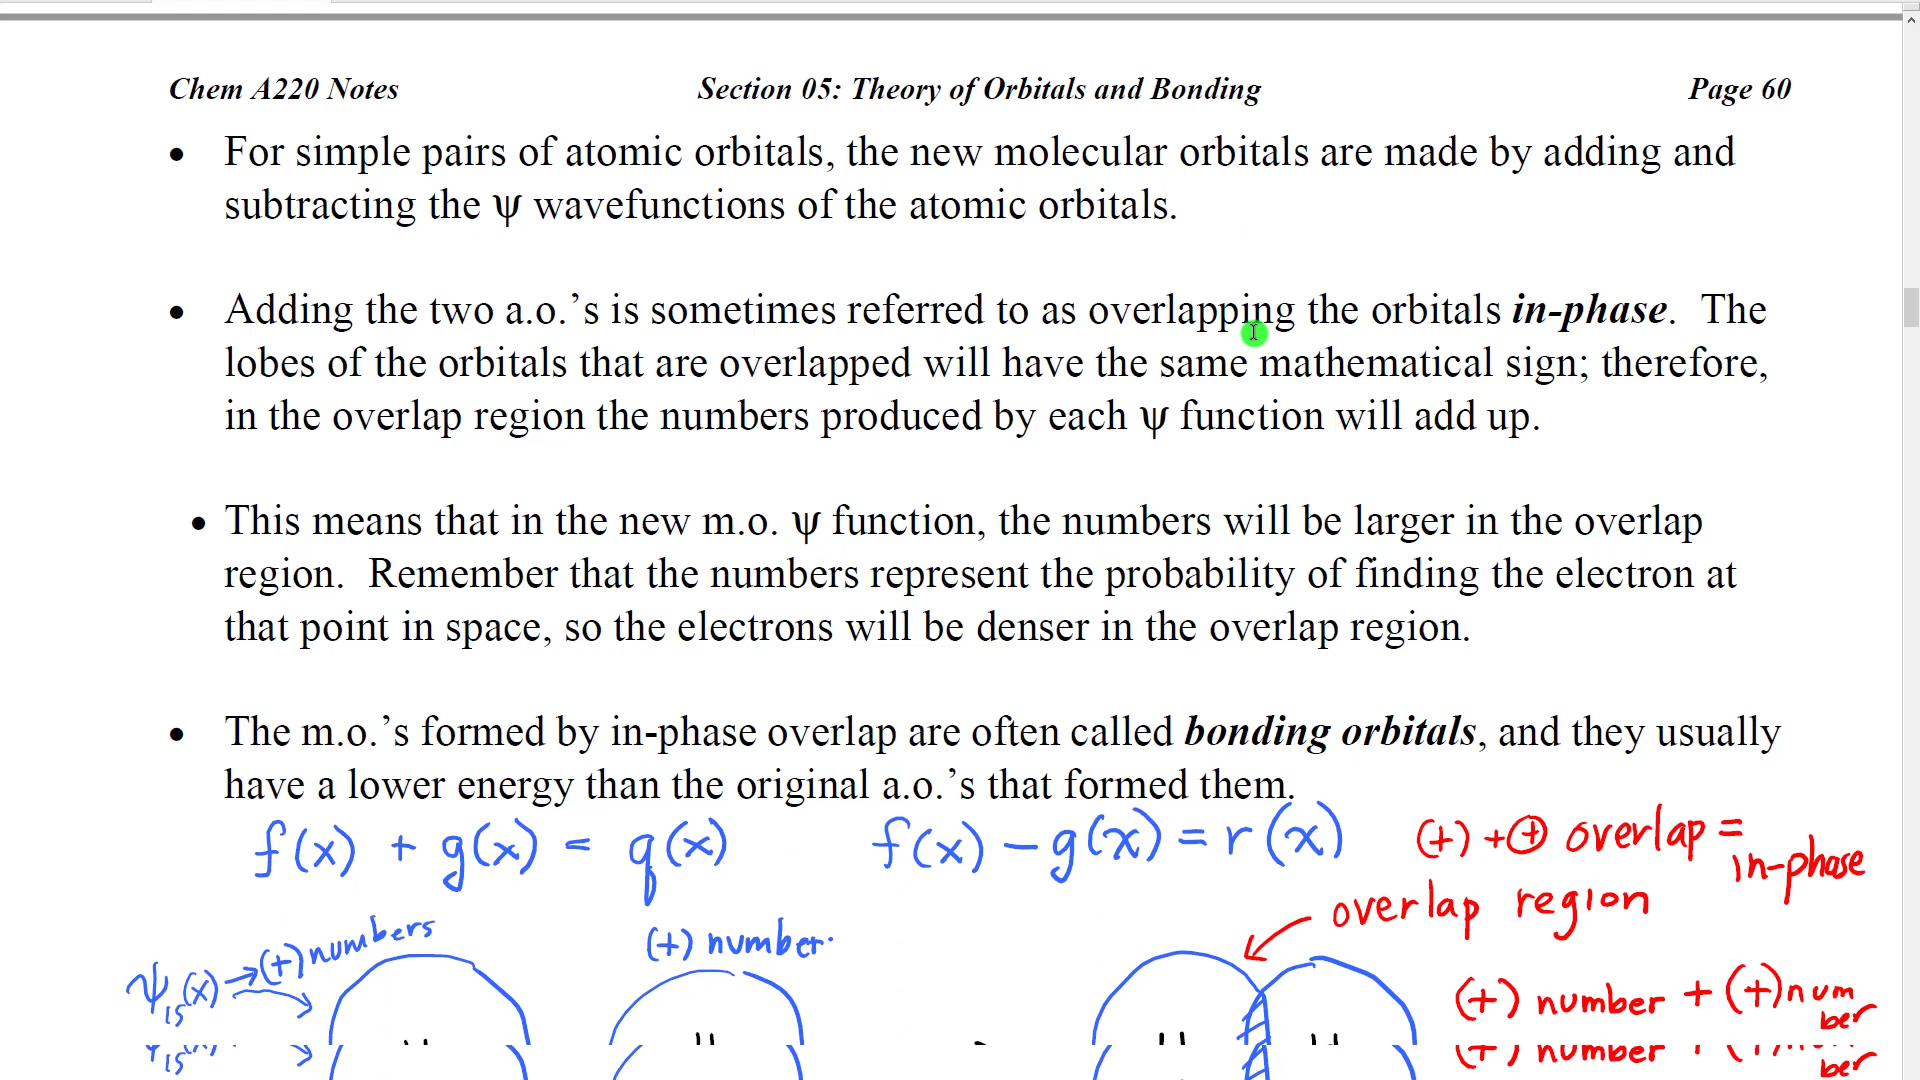 Chem A220 Notes Section 05: Theory of Orbitals and Bonding Page 60
• For simple pairs of atomic orbitals, the new molecular orbitals are made by adding and
subtracting the ψ wavefunctions of the atomic orbitals.
• Adding the two a.o.’s is sometimes referred to as overlapping the orbitals in-phase. The
lobes of the orbitals that are overlapped will have the same mathematical sign; therefore,
in the overlap region the numbers produced by each ψ function will add up.
• This means that in the new m.o. ψ function, the numbers will be larger in the overlap
region. Remember that the numbers represent the probability of finding the electron at
that point in space, so the electrons will be denser in the overlap region.
• The m.o.’s formed by in-phase overlap are often called bonding orbitals, and they usually
have a lower energy than the original a.o.’s that formed them.
f(x) + g(x) = q(x)
f(x) - g(x) = r(x)
(+) + (+) overlap =
in-phase
overlap region
ψ1s(x) → (+) numbers
(+) number
(+) number + (+) num
ber
(+) number
ber